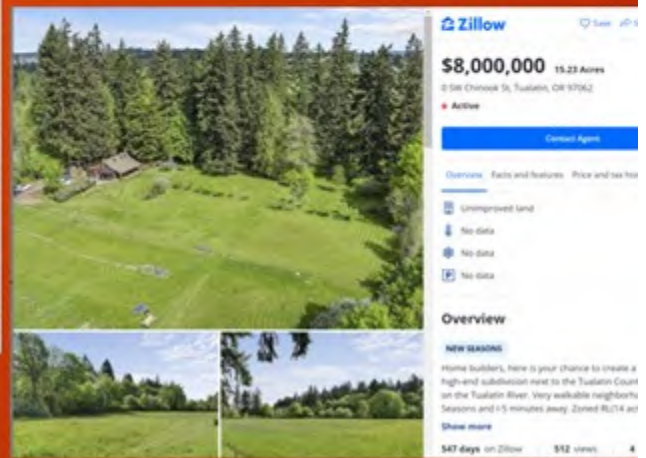 Zillow
Save
$8,000,000 15.23 Acres
0 SW Chinook St, Tualatin, OR 97062
Active
Contact Agent
Overview Facts and features Price and tax
Unimproved land
No data
No data
No data
Overview
NEW SEASONS
Home builders, here is your chance to create a
high-end subdivision next to the Tualatin Count
on the Tualatin River. Very walkable neighborho
Seasons and I-5 minutes away. Zoned RL(14 ac
Show more
547 days on Zillow 512 views 4